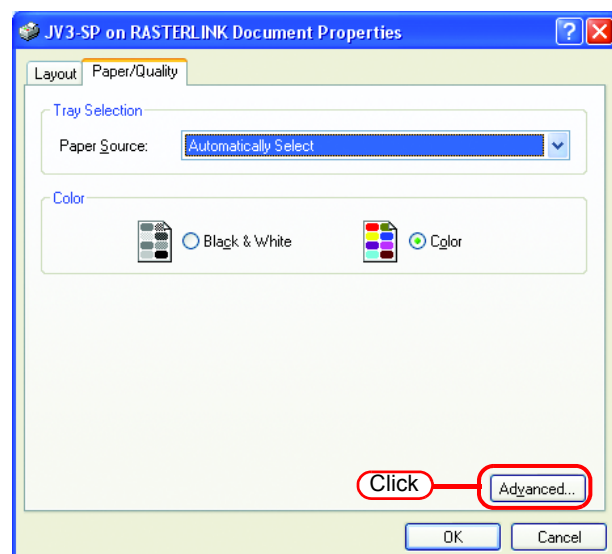 JV3-SP on RASTERLINK Document Properties
Layout
Paper/Quality
Tray Selection
Paper Source:
Automatically Select
Color
Black & White
Color
Click
Advanced...
OK
Cancel